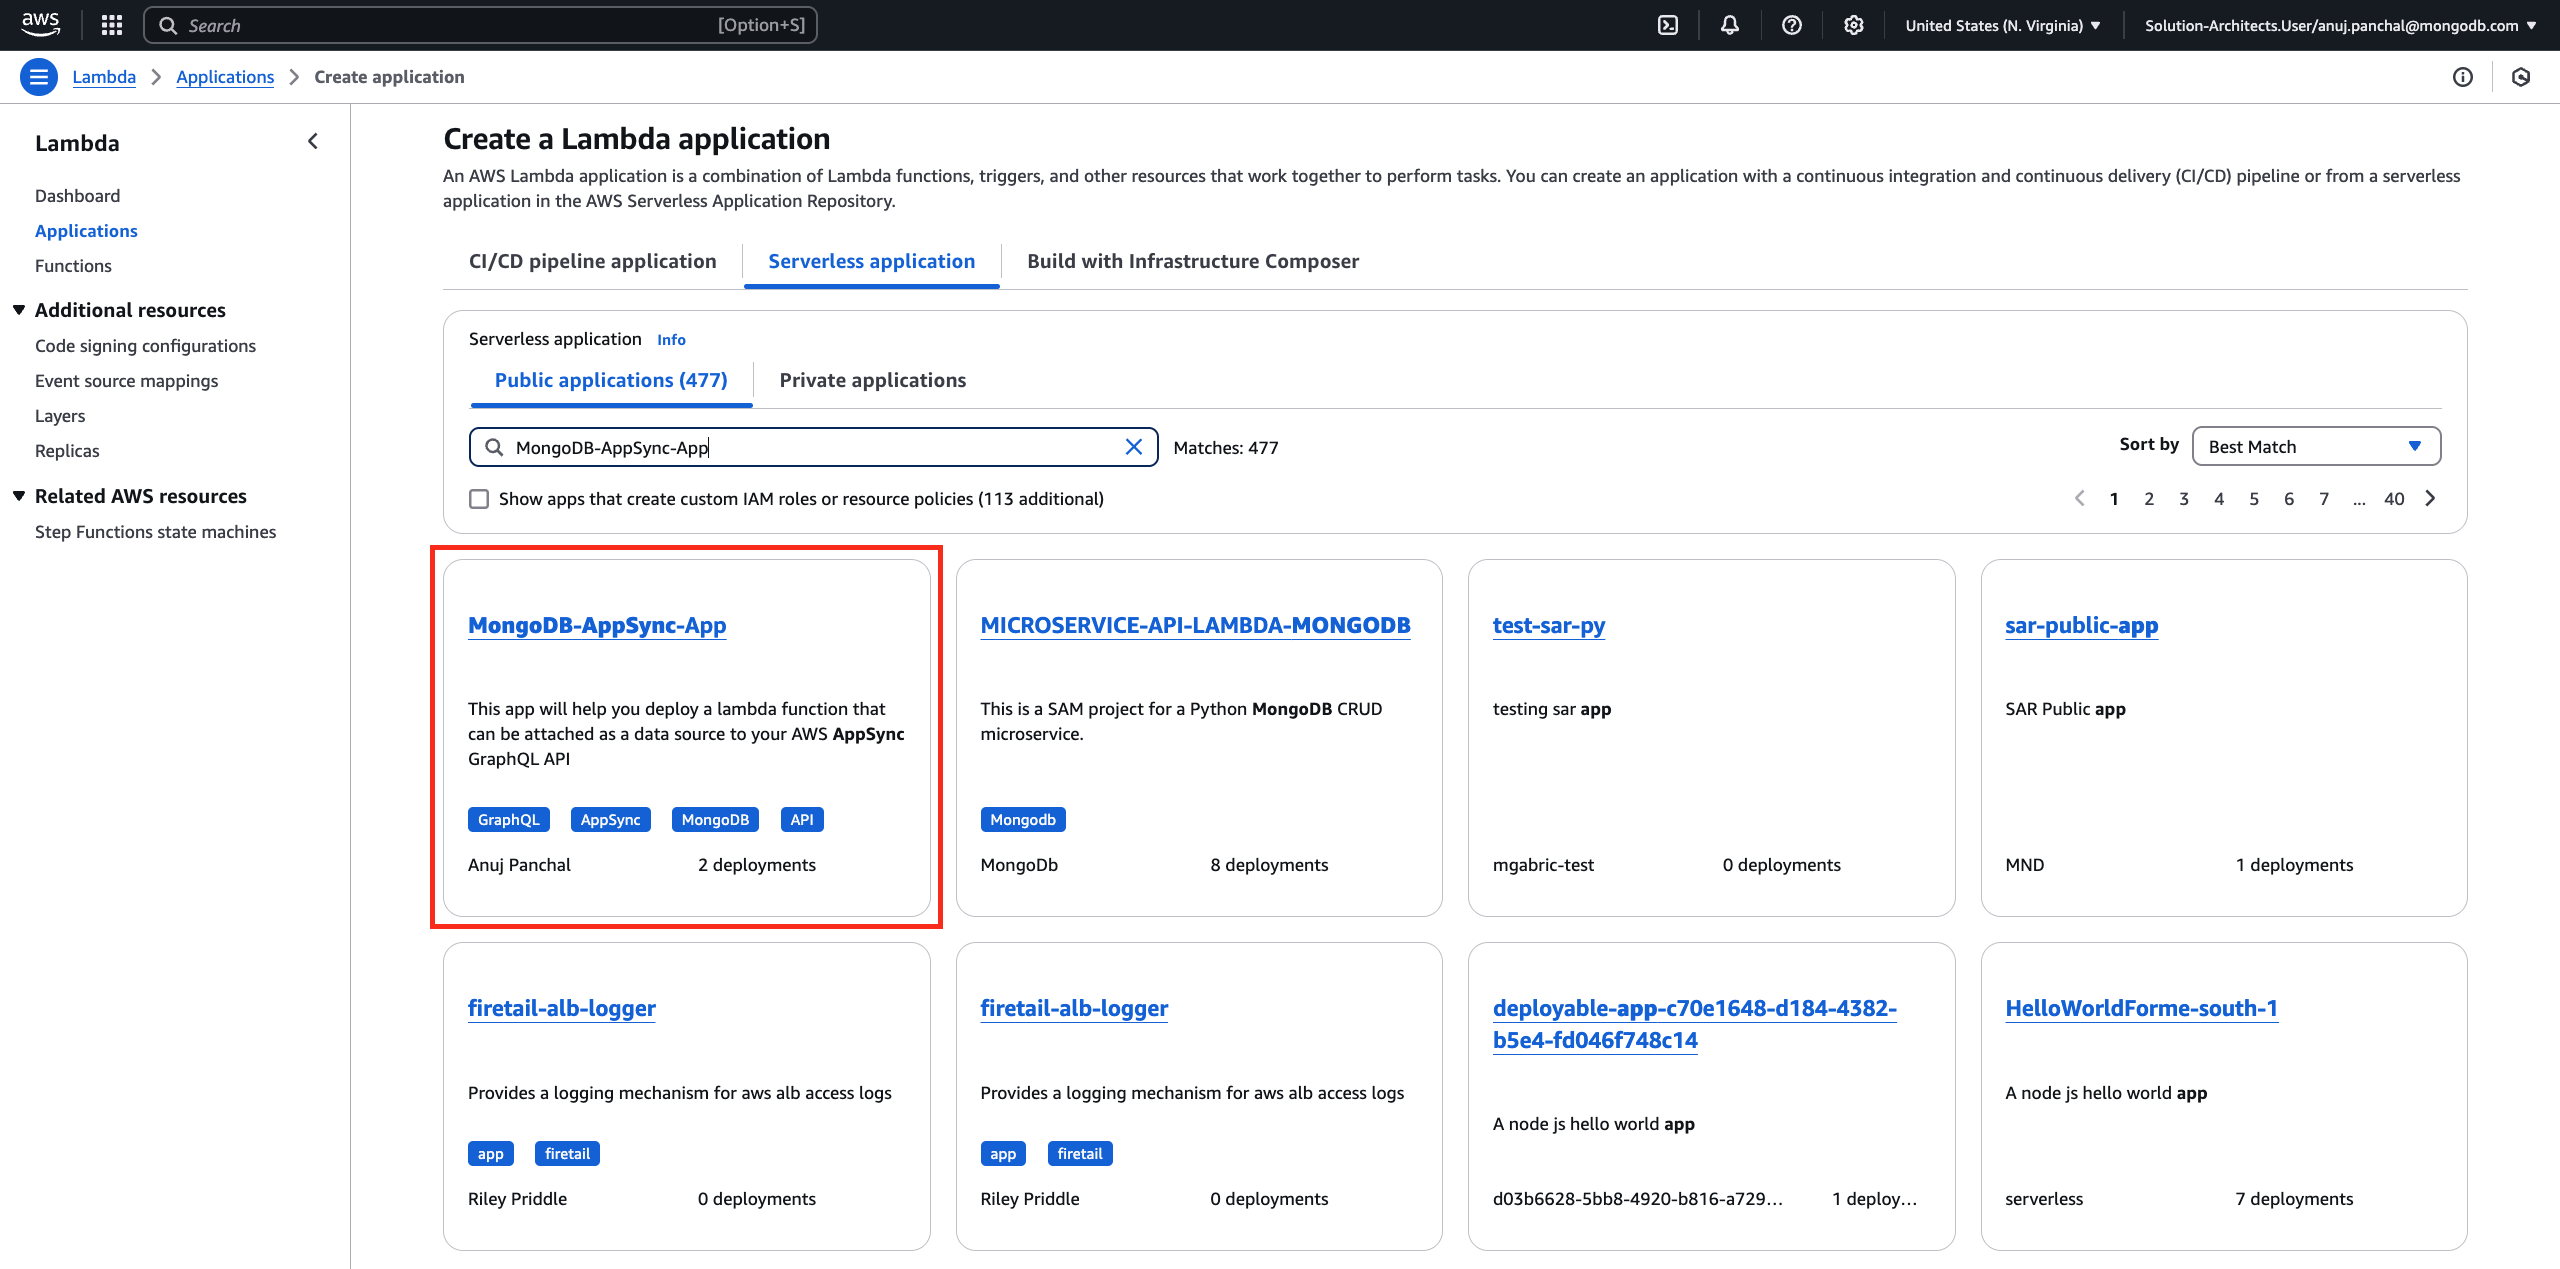 aws
Search
[Option+S]
United States (N. Virginia)
Solution-Architects.User/anuj.panchal@mongodb.com
Lambda
Applications
Create application
Lambda
Dashboard
Applications
Functions
Additional resources
Code signing configurations
Event source mappings
Layers
Replicas
Related AWS resources
Step Functions state machines
Create a Lambda application
An AWS Lambda application is a combination of Lambda functions, triggers, and other resources that work together to perform tasks. You can create an application with a continuous integration and continuous delivery (CI/CD) pipeline or from a serverless
application in the AWS Serverless Application Repository.
CI/CD pipeline application
Serverless application
Build with Infrastructure Composer
Serverless application Info
Public applications (477)
Private applications
MongoDB-AppSync-App
Matches: 477
Sort by
Best Match
Show apps that create custom IAM roles or resource policies (113 additional)
1 2 3 4 5 6 7 ... 40
MongoDB-AppSync-App
This app will help you deploy a lambda function that
can be attached as a data source to your AWS AppSync
GraphQL API
GraphQL AppSync MongoDB API
Anuj Panchal 2 deployments
MICROSERVICE-API-LAMBDA-MONGODB
This is a SAM project for a Python MongoDB CRUD
microservice.
Mongodb
MongoDb 8 deployments
test-sar-py
testing sar app
mgabric-test 0 deployments
sar-public-app
SAR Public app
MND 1 deployments
firetail-alb-logger
Provides a logging mechanism for aws alb access logs
app firetail
Riley Priddle 0 deployments
firetail-alb-logger
Provides a logging mechanism for aws alb access logs
app firetail
Riley Priddle 0 deployments
deployable-app-c70e1648-d184-4382-
b5e4-fd046f748c14
A node js hello world app
d03b6628-5bb8-4920-b816-a729... 1 deploy...
HelloWorldForme-south-1
A node js hello world app
serverless 7 deployments